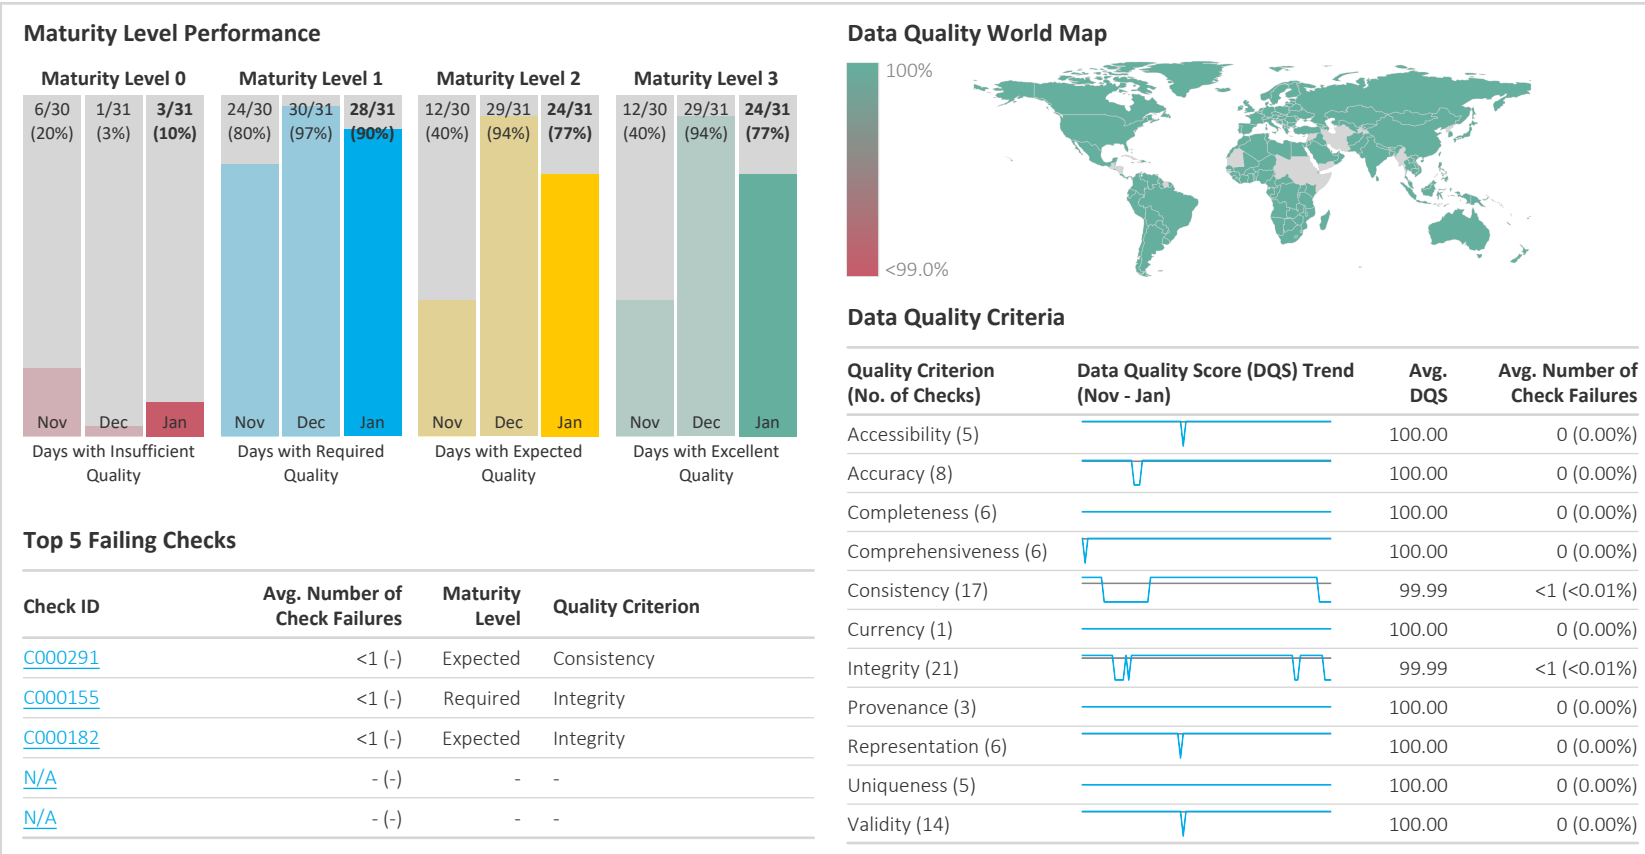 Maturity Level Performance
Maturity Level 0 Maturity Level 1 Maturity Level 2 Maturity Level 3
6/30 1/31 3/31 24/30 30/31 28/31 12/30 29/31 24/31 12/30 29/31 24/31
(20%) (3%) (10%) (80%) (97%) (90%) (40%) (94%) (77%) (40%) (94%) (77%)
Nov Dec Jan Nov Dec Jan Nov Dec Jan Nov Dec Jan
Days with Insufficient Days with Required Days with Expected Days with Excellent
Quality Quality Quality Quality
Top 5 Failing Checks
Check ID Avg. Number of Maturity Quality Criterion
Check Failures Level
C000291 <1 (-) Expected Consistency
C000155 <1 (-) Required Integrity
C000182 <1 (-) Expected Integrity
N/A - (-) - -
N/A - (-) - -
Data Quality World Map
100%
<99.0%
Data Quality Criteria
Quality Criterion Data Quality Score (DQS) Trend Avg. Avg. Number of
(No. of Checks) (Nov - Jan) DQS Check Failures
Accessibility (5) 100.00 0 (0.00%)
Accuracy (8) 100.00 0 (0.00%)
Completeness (6) 100.00 0 (0.00%)
Comprehensiveness (6) 100.00 0 (0.00%)
Consistency (17) 99.99 <1 (<0.01%)
Currency (1) 100.00 0 (0.00%)
Integrity (21) 99.99 <1 (<0.01%)
Provenance (3) 100.00 0 (0.00%)
Representation (6) 100.00 0 (0.00%)
Uniqueness (5) 100.00 0 (0.00%)
Validity (14) 100.00 0 (0.00%)